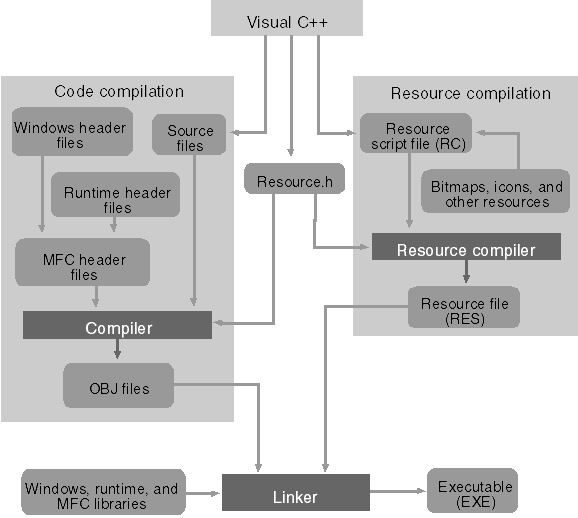 Visual C++
Code compilation
Resource compilation
Windows header
files
Source
files
Resource
script file (RC)
Runtime header
files
Resource.h
Bitmaps, icons, and
other resources
MFC header
files
Resource compiler
Compiler
Resource file
(RES)
OBJ files
Windows, runtime, and
MFC libraries
Linker
Executable
(EXE)